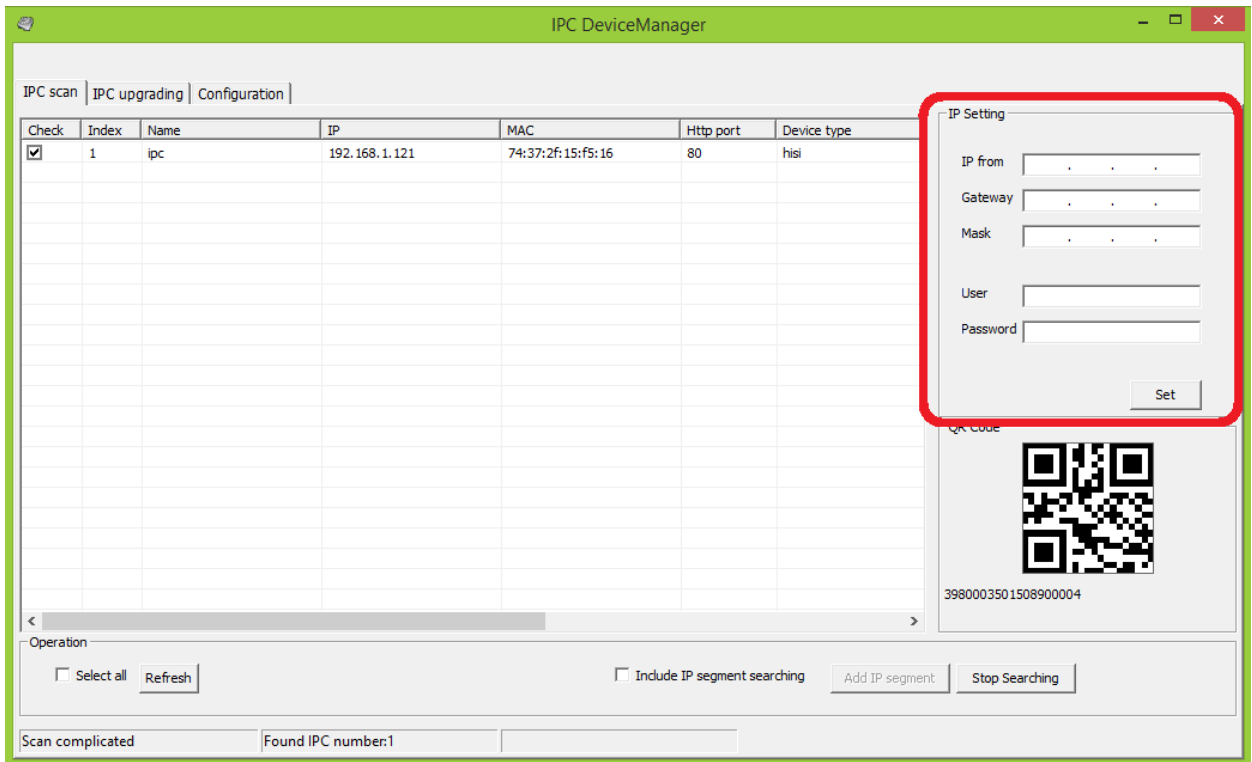 IPC DeviceManager
IPC scan IPC upgrading Configuration
Check Index Name IP MAC Http port Device type
1 ipc 192.168.1.121 74:37:2f:15:f5:16 80 hisi
IP Setting
IP from . . .
Gateway . . .
Mask . . .
User
Password
Set
QR Code
3980003501508900004
Operation
Select all Refresh Include IP segment searching Add IP segment Stop Searching
Scan complicated Found IPC number:1